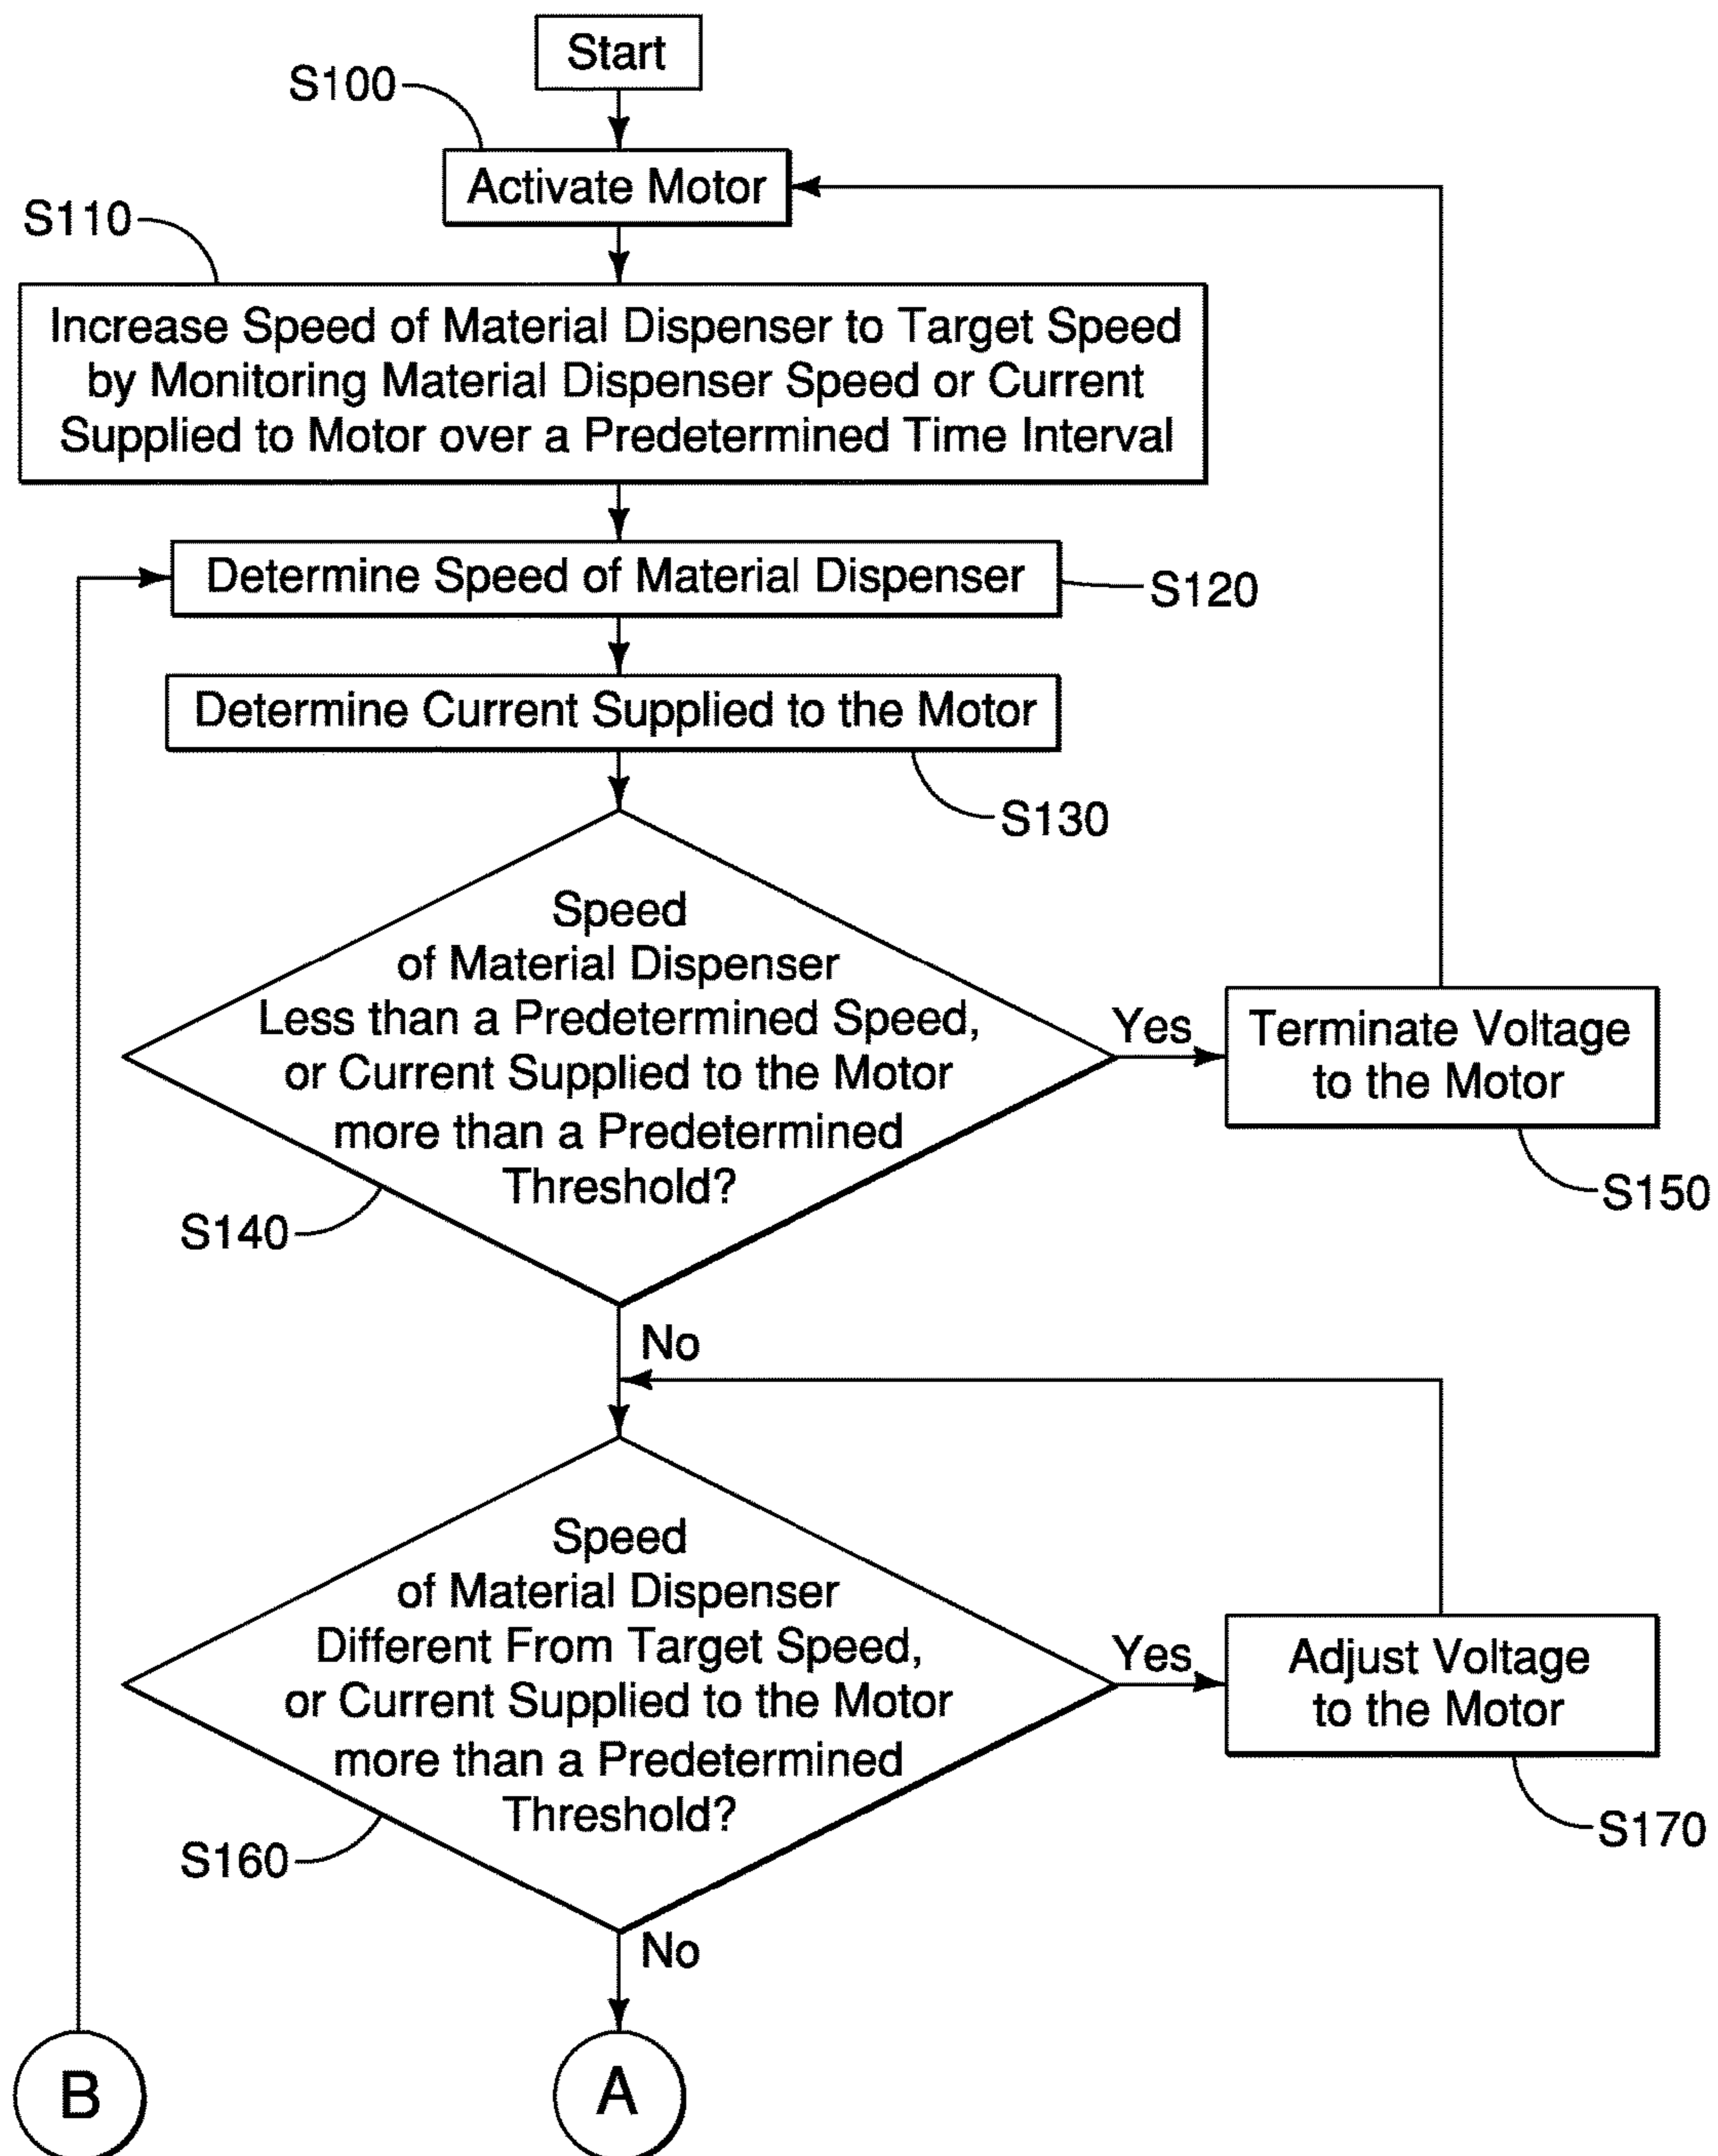 Start
S100
Activate Motor
S110
Increase Speed of Material Dispenser to Target Speed
by Monitoring Material Dispenser Speed or Current
Supplied to Motor over a Predetermined Time Interval
Determine Speed of Material Dispenser
S120
Determine Current Supplied to the Motor
S130
Speed
of Material Dispenser
Less than a Predetermined Speed,
or Current Supplied to the Motor
more than a Predetermined
Threshold?
S140
Yes
Terminate Voltage
to the Motor
S150
No
Speed
of Material Dispenser
Different From Target Speed,
or Current Supplied to the Motor
more than a Predetermined
Threshold?
S160
Yes
Adjust Voltage
to the Motor
S170
No
B
A